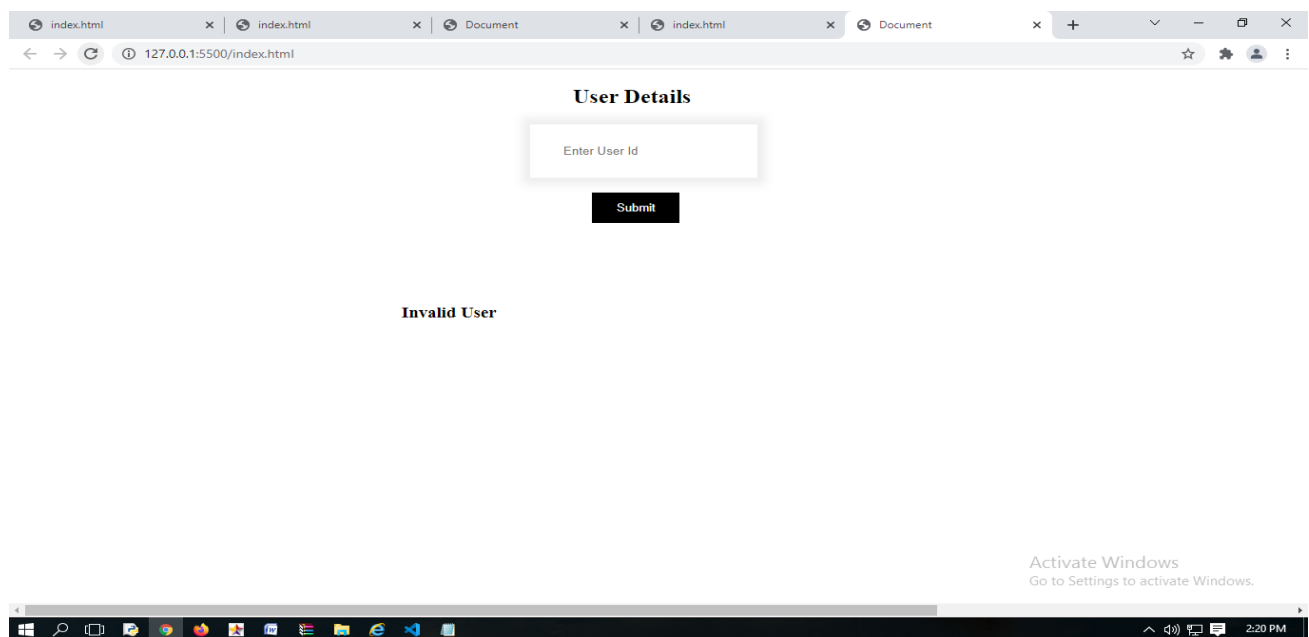 index.html
index.html
Document
index.html
Document
127.0.0.1:5500/index.html
User Details
Enter User Id
Submit
Invalid User
Activate Windows
Go to Settings to activate Windows.
2:20 PM